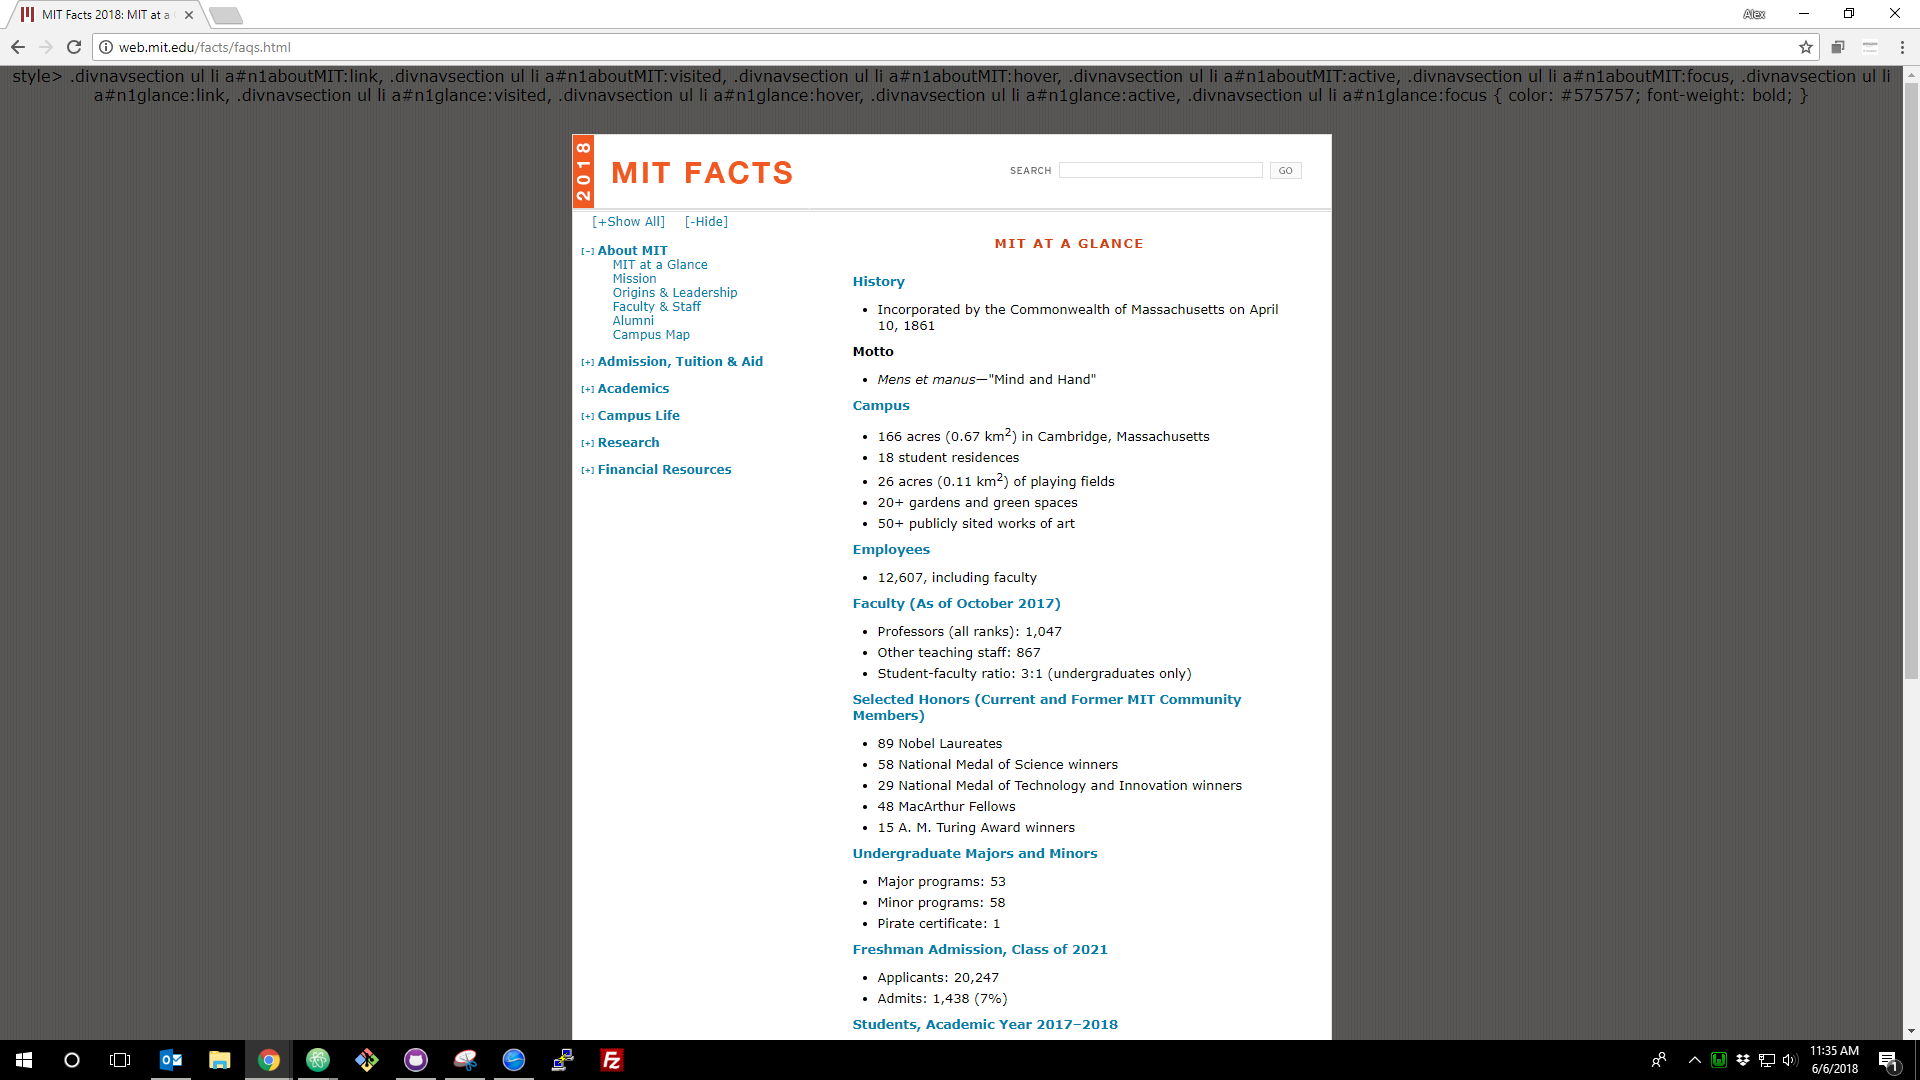 MIT Facts 2018: MIT at a
Alex
web.mit.edu/facts/faqs.html
style> .divnavsection ul li a#n1aboutMIT:link, .divnavsection ul li a#n1aboutMIT:visited, .divnavsection ul li a#n1aboutMIT:hover, .divnavsection ul li a#n1aboutMIT:active, .divnavsection ul li a#n1aboutMIT:focus, .divnavsection ul li
a#n1glance:link, .divnavsection ul li a#n1glance:visited, .divnavsection ul li a#n1glance:hover, .divnavsection ul li a#n1glance:active, .divnavsection ul li a#n1glance:focus { color: #575757; font-weight: bold; }
2018
MIT FACTS
SEARCH
GO
[+Show All] [-Hide]
[-] About MIT
MIT at a Glance
Mission
Origins & Leadership
Faculty & Staff
Alumni
Campus Map
[+] Admission, Tuition & Aid
[+] Academics
[+] Campus Life
[+] Research
[+] Financial Resources
MIT AT A GLANCE
History
• Incorporated by the Commonwealth of Massachusetts on April
10, 1861
Motto
• Mens et manus—"Mind and Hand"
Campus
• 166 acres (0.67 km2) in Cambridge, Massachusetts
• 18 student residences
• 26 acres (0.11 km2) of playing fields
• 20+ gardens and green spaces
• 50+ publicly sited works of art
Employees
• 12,607, including faculty
Faculty (As of October 2017)
• Professors (all ranks): 1,047
• Other teaching staff: 867
• Student-faculty ratio: 3:1 (undergraduates only)
Selected Honors (Current and Former MIT Community
Members)
• 89 Nobel Laureates
• 58 National Medal of Science winners
• 29 National Medal of Technology and Innovation winners
• 48 MacArthur Fellows
• 15 A. M. Turing Award winners
Undergraduate Majors and Minors
• Major programs: 53
• Minor programs: 58
• Pirate certificate: 1
Freshman Admission, Class of 2021
• Applicants: 20,247
• Admits: 1,438 (7%)
Students, Academic Year 2017–2018
11:35 AM
6/6/2018
1